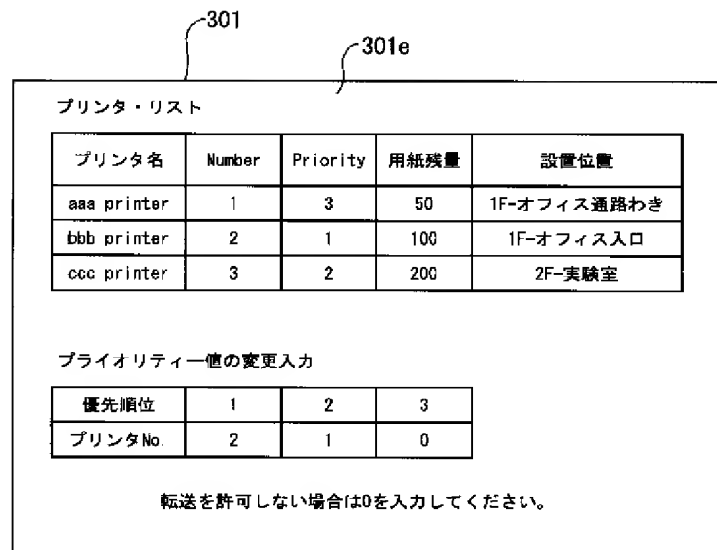 301
301e
プリンタ・リスト
プリンタ名 Number Priority 用紙残量 設置位置
aaa printer 1 3 50 1F-オフィス通路わき
bbb printer 2 1 100 1F-オフィス入口
ccc printer 3 2 200 2F-実験室
プライオリティー値の変更入力
優先順位 1 2 3
プリンタNo. 2 1 0
転送を許可しない場合は0を入力してください。